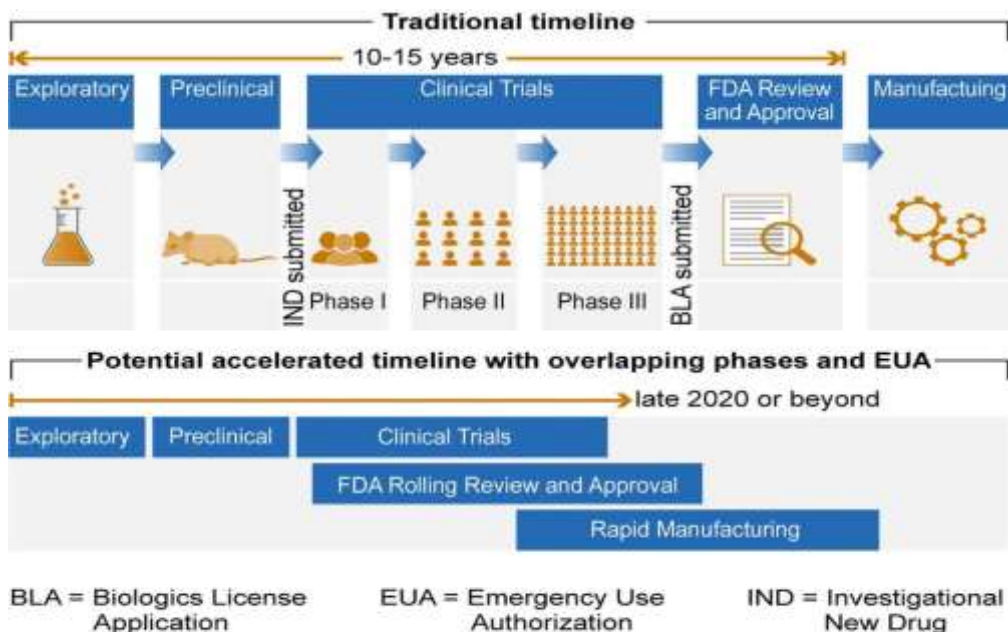 Traditional timeline
10-15 years
Exploratory
Preclinical
Clinical Trials
FDA Review
and Approval
Manufactuing
IND submitted
Phase I
Phase II
Phase III
BLA submitted
Potential accelerated timeline with overlapping phases and EUA
late 2020 or beyond
Exploratory
Preclinical
Clinical Trials
FDA Rolling Review and Approval
Rapid Manufacturing
BLA = Biologics License
Application
EUA = Emergency Use
Authorization
IND = Investigational
New Drug